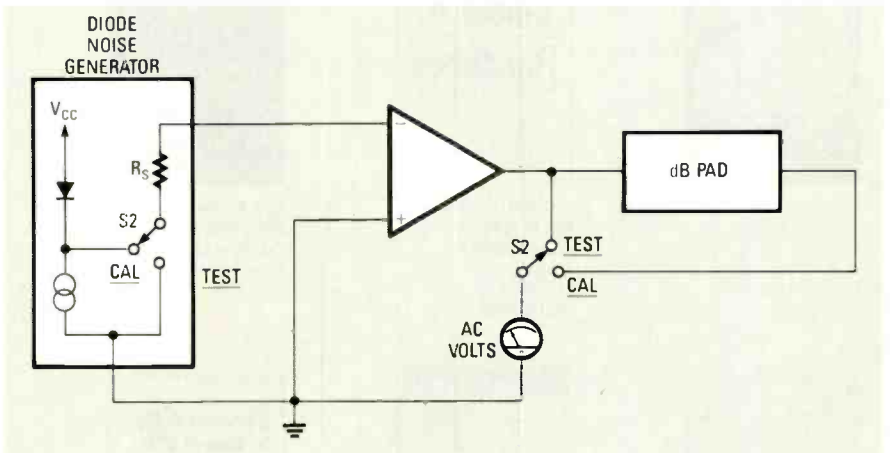 DIODE
NOISE
GENERATOR
VCC
RS
S2
CAL
TEST
−
+
dB PAD
S2
TEST
CAL
AC
VOLTS